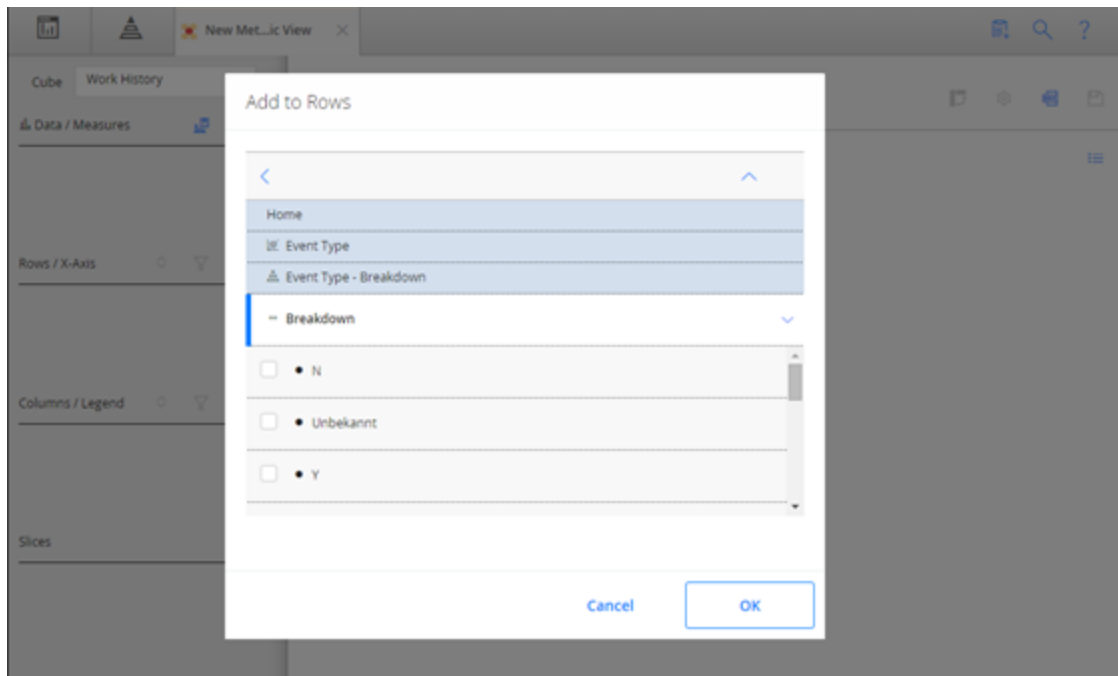 New Met...ic View
Cube
Work History
Data / Measures
Rows / X-Axis
Columns / Legend
Slices
Add to Rows
Home
Event Type
Event Type - Breakdown
Breakdown
N
Unbekannt
Y
Cancel
OK